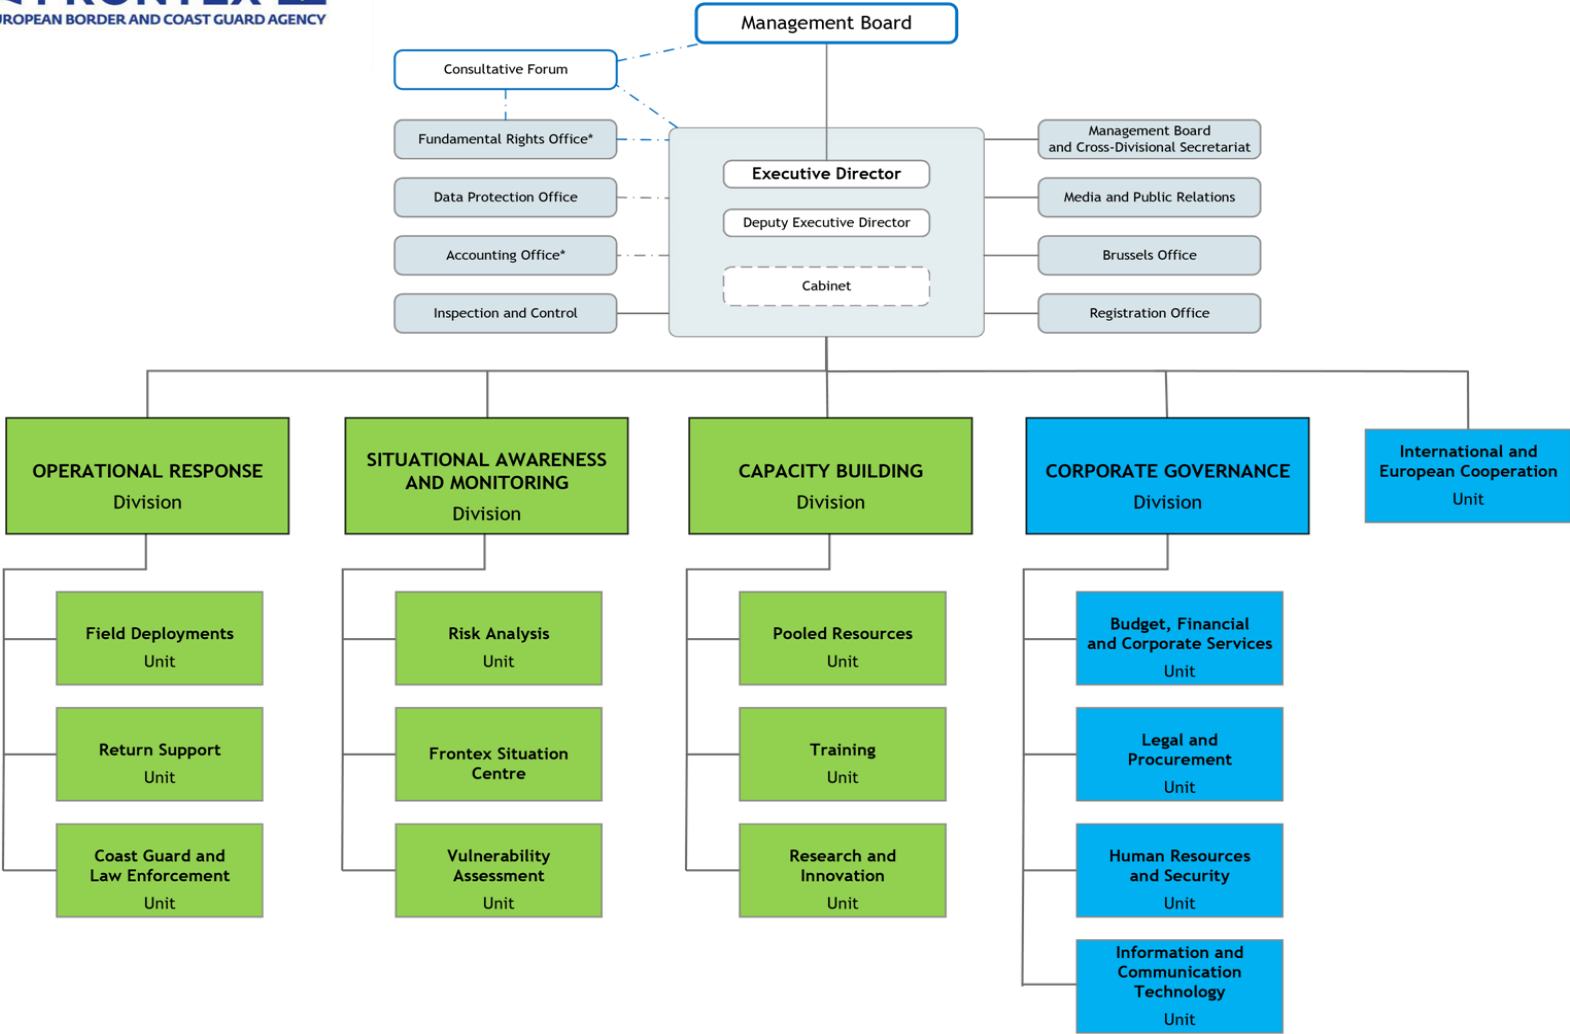 EUROPEAN BORDER AND COAST GUARD AGENCY
Management Board
Consultative Forum
Fundamental Rights Office*
Data Protection Office
Accounting Office*
Inspection and Control
Executive Director
Deputy Executive Director
Cabinet
Management Board
and Cross-Divisional Secretariat
Media and Public Relations
Brussels Office
Registration Office
OPERATIONAL RESPONSE
Division
SITUATIONAL AWARENESS
AND MONITORING
Division
CAPACITY BUILDING
Division
CORPORATE GOVERNANCE
Division
International and
European Cooperation
Unit
Field Deployments
Unit
Return Support
Unit
Coast Guard and
Law Enforcement
Unit
Risk Analysis
Unit
Frontex Situation
Centre
Vulnerability
Assessment
Unit
Pooled Resources
Unit
Training
Unit
Research and
Innovation
Unit
Budget, Financial
and Corporate Services
Unit
Legal and
Procurement
Unit
Human Resources
and Security
Unit
Information and
Communication
Technology
Unit